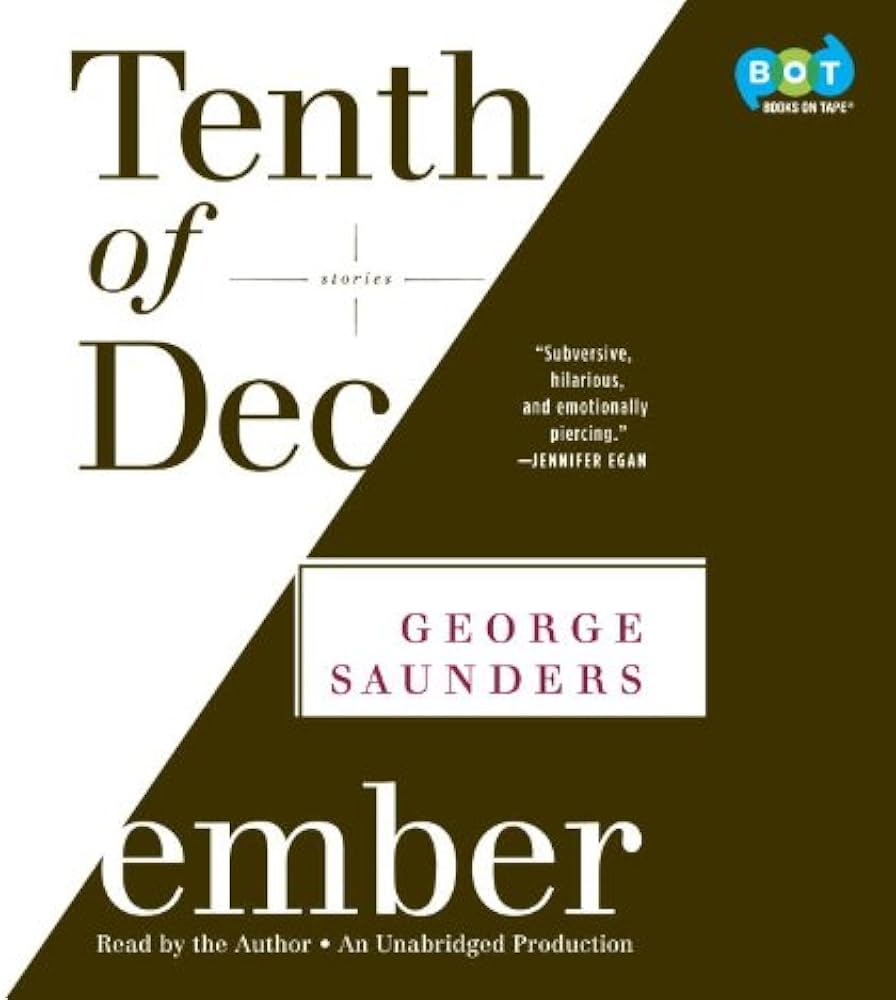 Tenth
of
stories
Dec
BOT
BOOKS ON TAPE®
“Subversive,
hilarious,
and emotionally
piercing.”
—JENNIFER EGAN
GEORGE
SAUNDERS
ember
Read by the Author • An Unabridged Production